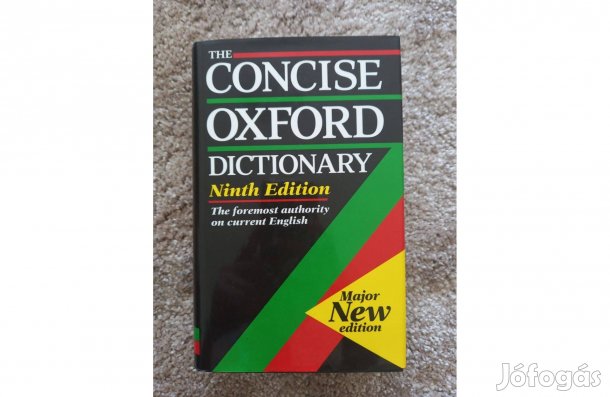 THE
CONCISE
OXFORD
DICTIONARY
Ninth Edition
The foremost authority
on current English
Major
New
edition
Jófogás